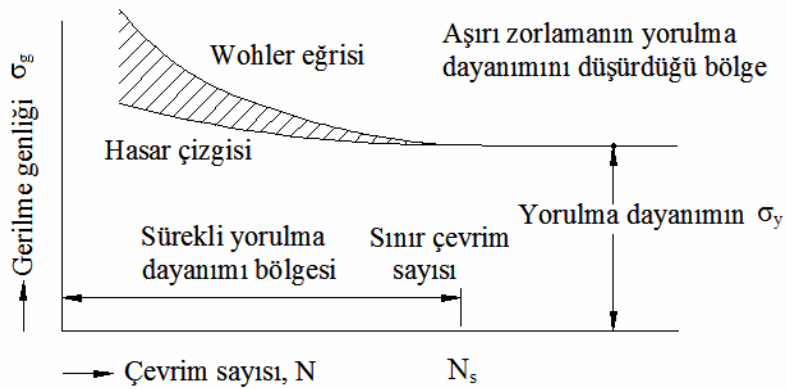 Wohler eğrisi
Aşırı zorlamanın yorulma
dayanımını düşürdüğü bölge
Gerilme genliği σg
Hasar çizgisi
Yorulma dayanımın σy
Sürekli yorulma
dayanımı bölgesi
Sınır çevrim
sayısı
Çevrim sayısı, N
Ns